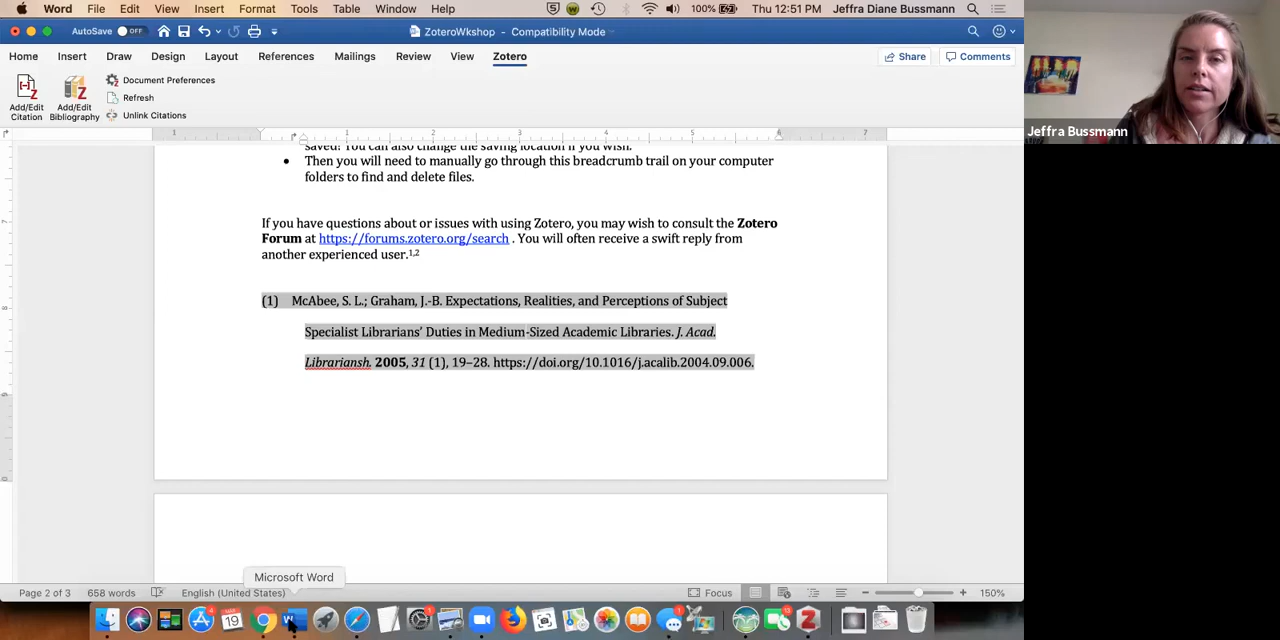 Word File Edit View Insert Format Tools Table Window Help 100% Thu 12:51 PM Jeffra Diane Bussmann
AutoSave OFF ZoteroWkshop - Compatibility Mode
Home Insert Draw Design Layout References Mailings Review View Zotero Share Comments
Add/Edit Citation
Add/Edit Bibliography
Document Preferences
Refresh
Unlink Citations
Jeffra Bussmann
1 1 2 3 4 5 6 7
saved! You can also change the saving location if you wish.
• Then you will need to manually go through this breadcrumb trail on your computer
folders to find and delete files.
If you have questions about or issues with using Zotero, you may wish to consult the Zotero
Forum at https://forums.zotero.org/search . You will often receive a swift reply from
another experienced user.1,2
(1) McAbee, S. L.; Graham, J.-B. Expectations, Realities, and Perceptions of Subject
Specialist Librarians’ Duties in Medium-Sized Academic Libraries. J. Acad.
Librariansh. 2005, 31 (1), 19–28. https://doi.org/10.1016/j.acalib.2004.09.006.
Microsoft Word
Page 2 of 3 658 words English (United States) Focus 150%